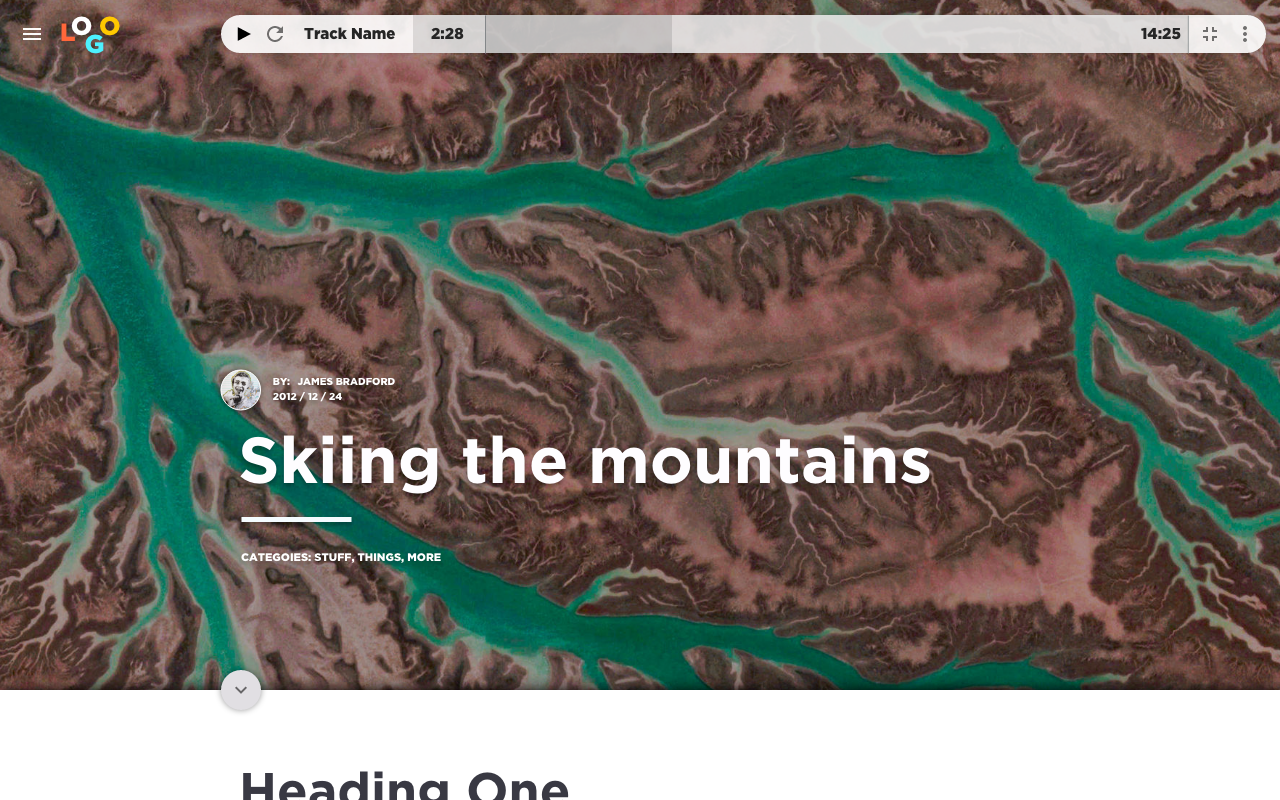 LOGO
Track Name 2:28 14:25
BY: JAMES BRADFORD
2012 / 12 / 24
Skiing the mountains
CATEGOIES: STUFF, THINGS, MORE
Heading One